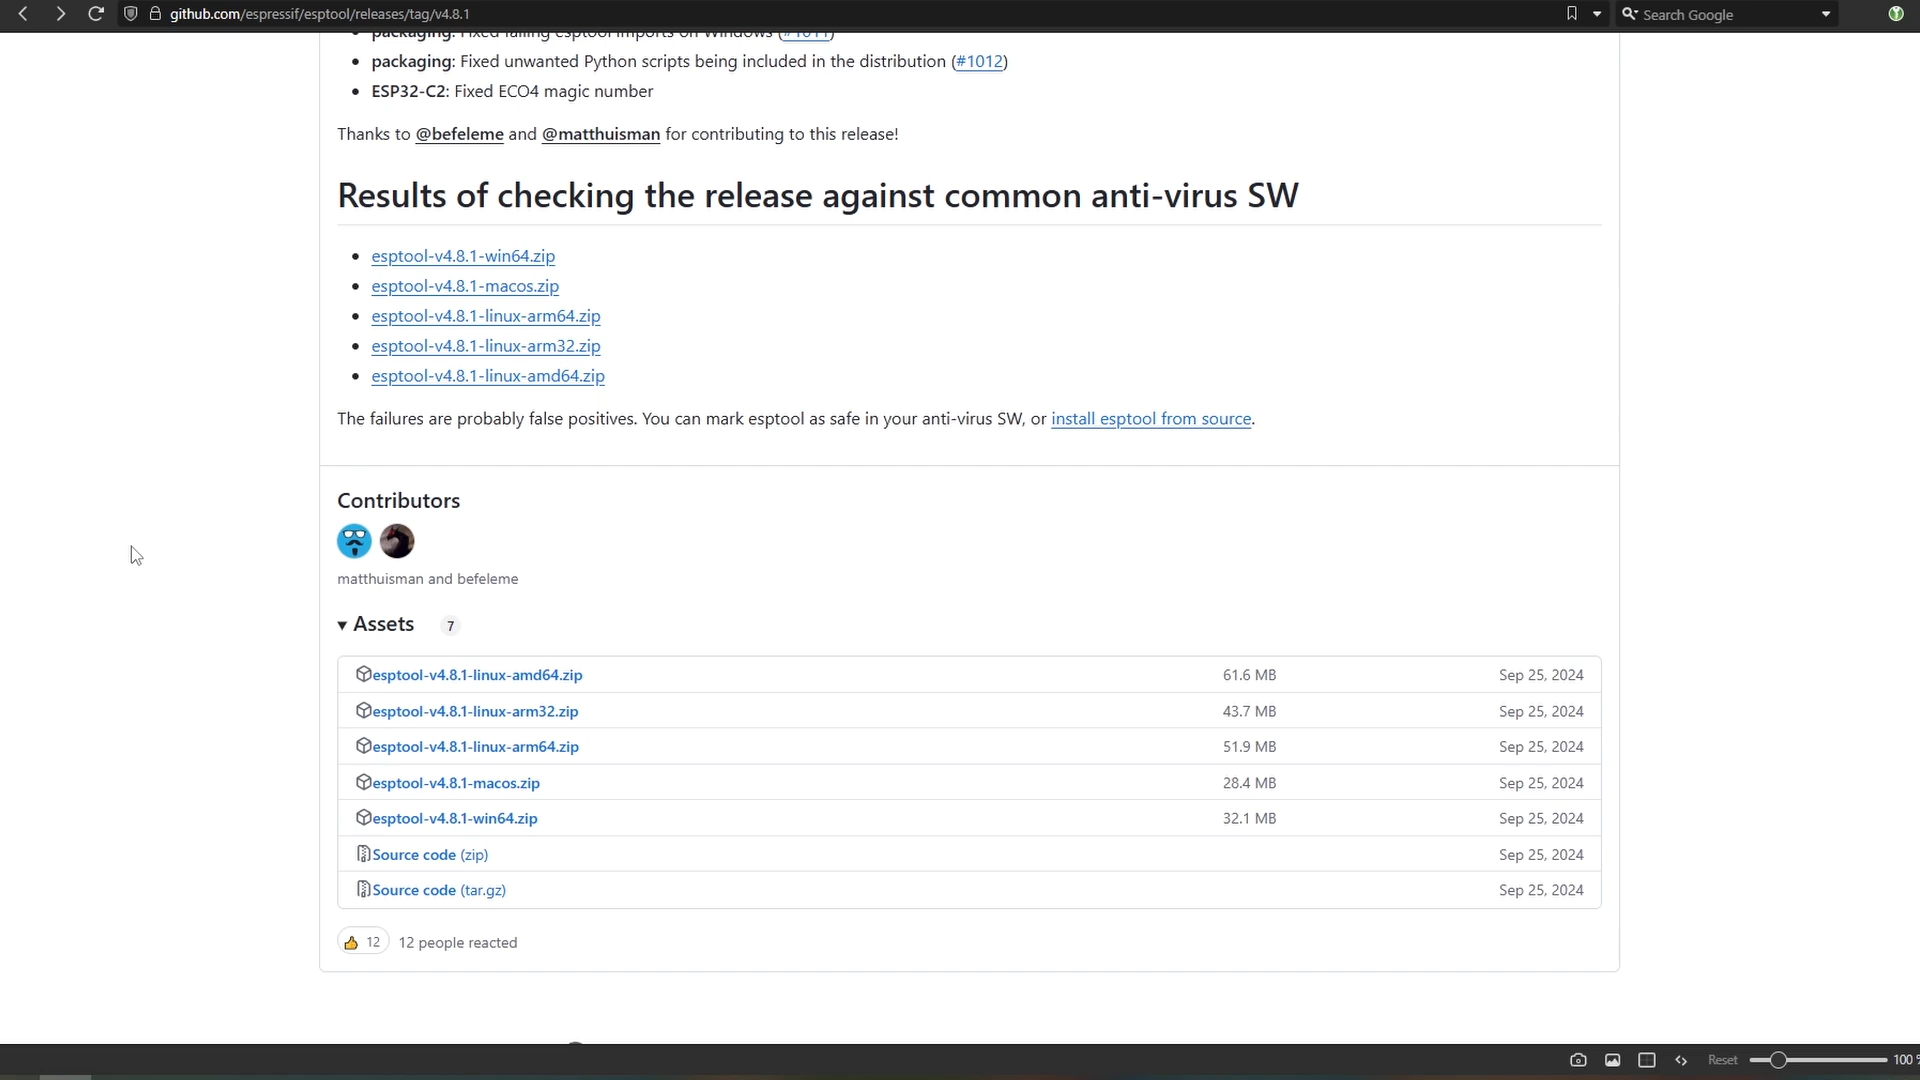 github.com/espressif/esptool/releases/tag/v4.8.1
Search Google
packaging: Fixed failing esptool imports on Windows (#1011)
packaging: Fixed unwanted Python scripts being included in the distribution (#1012)
ESP32-C2: Fixed ECO4 magic number
Thanks to @befeleme and @matthuisman for contributing to this release!
Results of checking the release against common anti-virus SW
esptool-v4.8.1-win64.zip
esptool-v4.8.1-macos.zip
esptool-v4.8.1-linux-arm64.zip
esptool-v4.8.1-linux-arm32.zip
esptool-v4.8.1-linux-amd64.zip
The failures are probably false positives. You can mark esptool as safe in your anti-virus SW, or install esptool from source.
Contributors
matthuisman and befeleme
Assets 7
esptool-v4.8.1-linux-amd64.zip 61.6 MB Sep 25, 2024
esptool-v4.8.1-linux-arm32.zip 43.7 MB Sep 25, 2024
esptool-v4.8.1-linux-arm64.zip 51.9 MB Sep 25, 2024
esptool-v4.8.1-macos.zip 28.4 MB Sep 25, 2024
esptool-v4.8.1-win64.zip 32.1 MB Sep 25, 2024
Source code (zip) Sep 25, 2024
Source code (tar.gz) Sep 25, 2024
12 12 people reacted
Reset 100 %